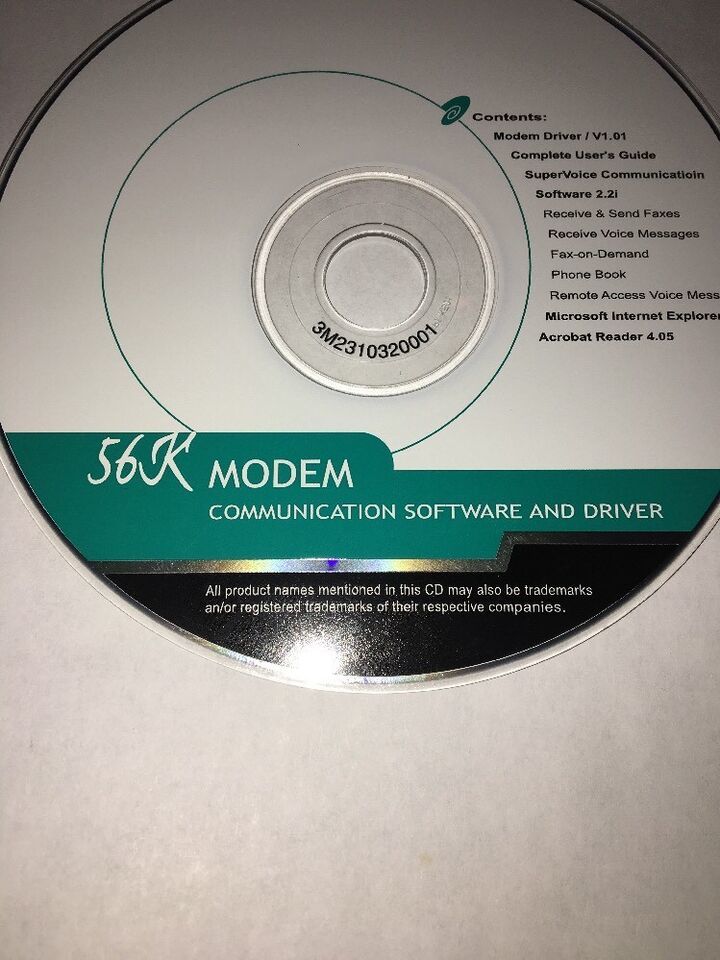 Contents:
Modem Driver / V1.01
Complete User's Guide
SuperVoice Communicatioin
Software 2.2i
Receive & Send Faxes
Receive Voice Messages
Fax-on-Demand
Phone Book
Remote Access Voice Mess
Microsoft Internet Explorer
Acrobat Reader 4.05
3M2310320001
56K MODEM
COMMUNICATION SOFTWARE AND DRIVER
All product names mentioned in this CD may also be trademarks
an/or registered trademarks of their respective companies.